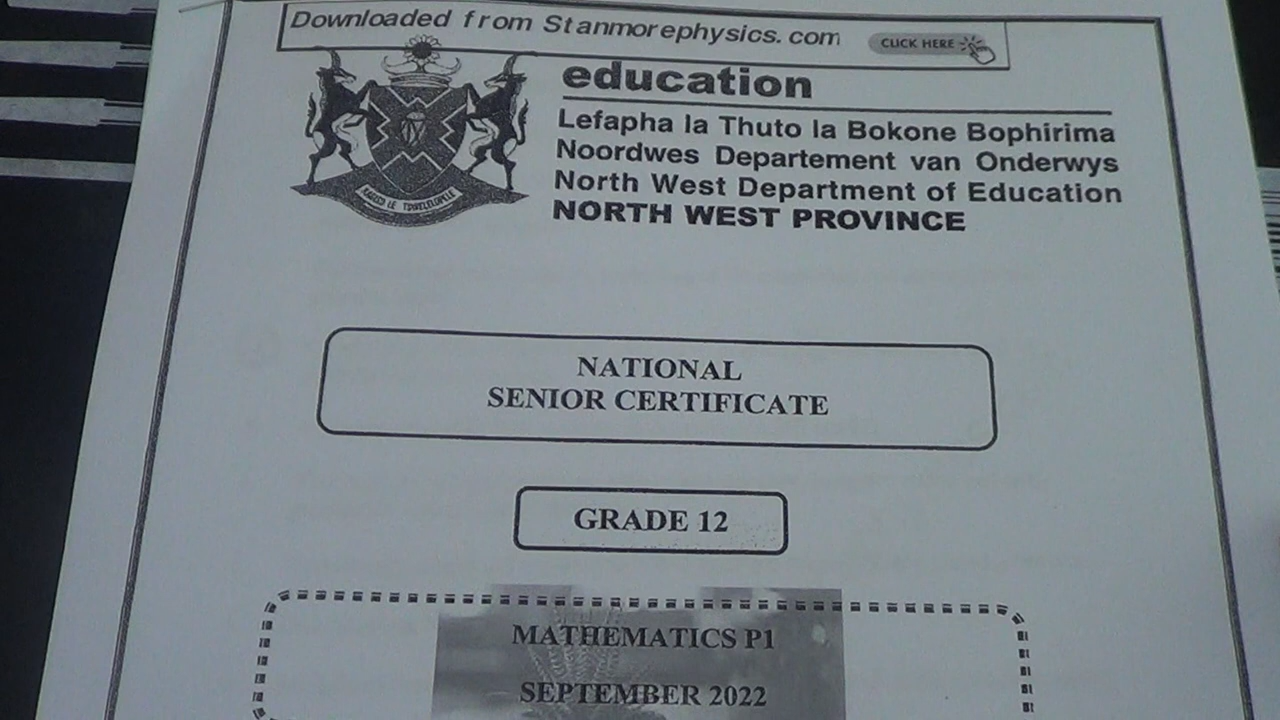 Downloaded from Stanmorephysics.com
CLICK HERE
education
Lefapha la Thuto la Bokone Bophirima
Noordwes Departement van Onderwys
North West Department of Education
NORTH WEST PROVINCE
NATIONAL
SENIOR CERTIFICATE
GRADE 12
MATHEMATICS P1
SEPTEMBER 2022